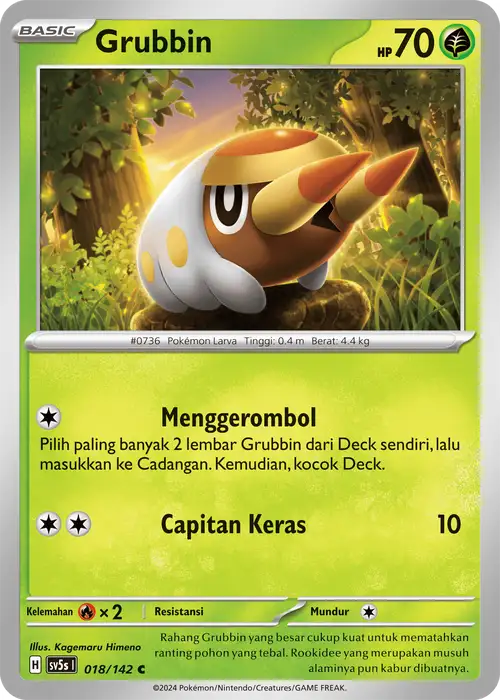 BASIC
Grubbin
HP 70
#0736 Pokémon Larva Tinggi: 0.4 m Berat: 4.4 kg
Menggerombol
Pilih paling banyak 2 lembar Grubbin dari Deck sendiri, lalu
masukkan ke Cadangan. Kemudian, kocok Deck.
Capitan Keras 10
Kelemahan ×2 Resistansi Mundur
Illus. Kagemaru Himeno
Rahang Grubbin yang besar cukup kuat untuk mematahkan
ranting pohon yang tebal. Rookidee yang merupakan musuh
alaminya pun kabur dibuatnya.
H sv5s I 018/142 C
©2024 Pokémon/Nintendo/Creatures/GAME FREAK.